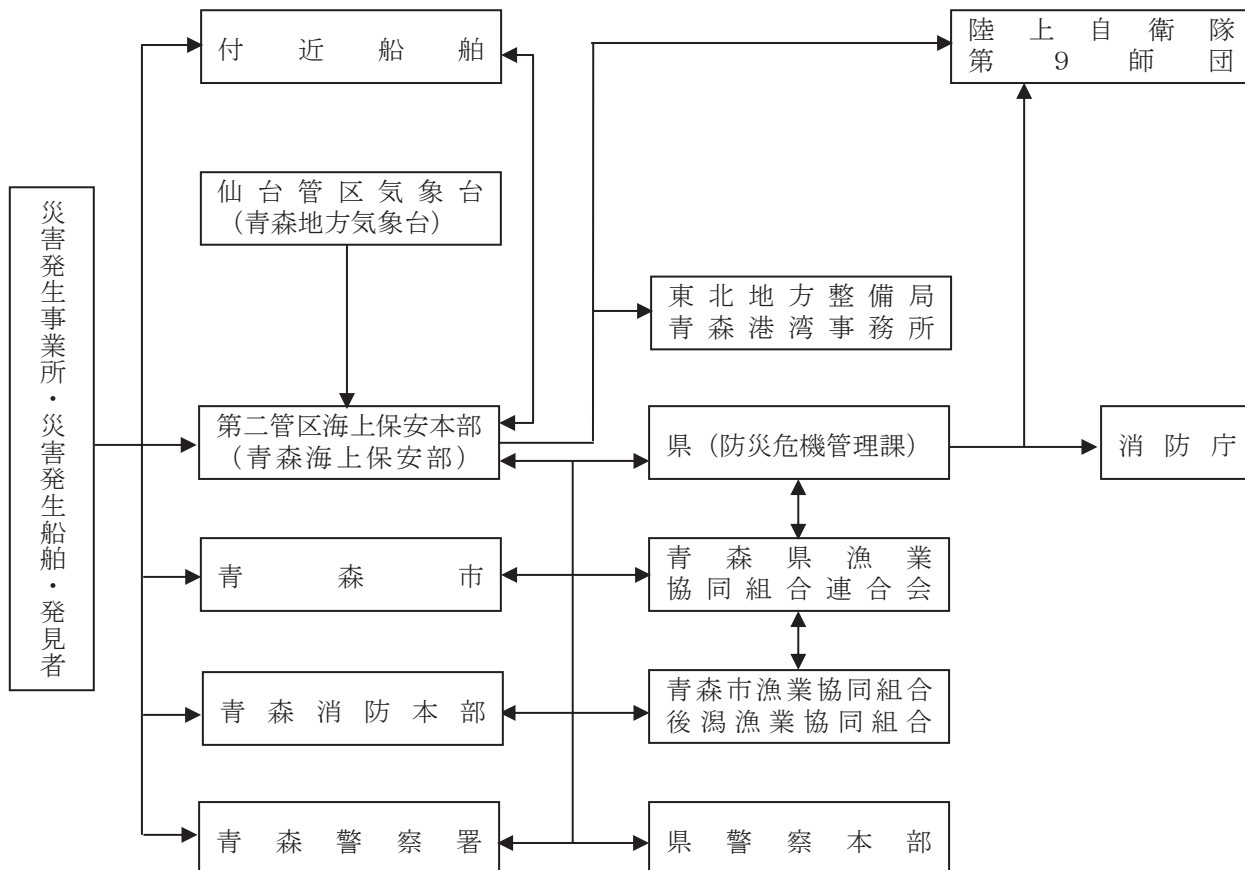 付近船舶
陸上自衛隊
第9師団
仙台管区気象台
（青森地方気象台）
災害発生事業所・災害発生船舶・発見者
東北地方整備局
青森港湾事務所
第二管区海上保安本部
（青森海上保安部）
県（防災危機管理課）
消防庁
青森市
青森県漁業
協同組合連合会
青森消防本部
青森市漁業協同組合
後潟漁業協同組合
青森警察署
県警察本部